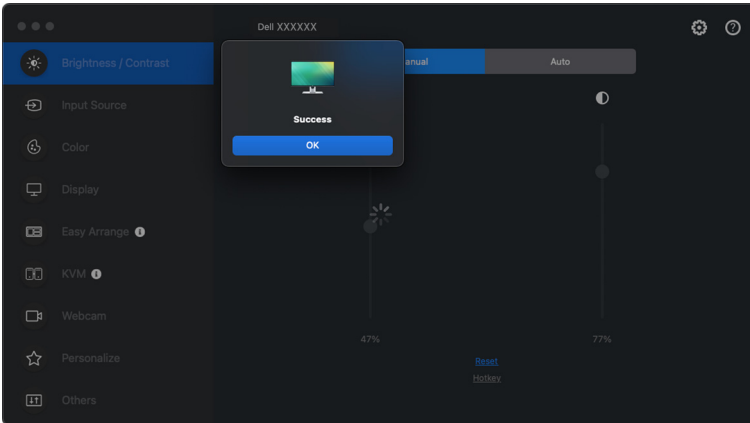 Dell XXXXXX
Brightness / Contrast
Input Source
Color
Display
Easy Arrange
KVM
Webcam
Personalize
Others
anual
Auto
Success
OK
47%
77%
Reset
Hotkey